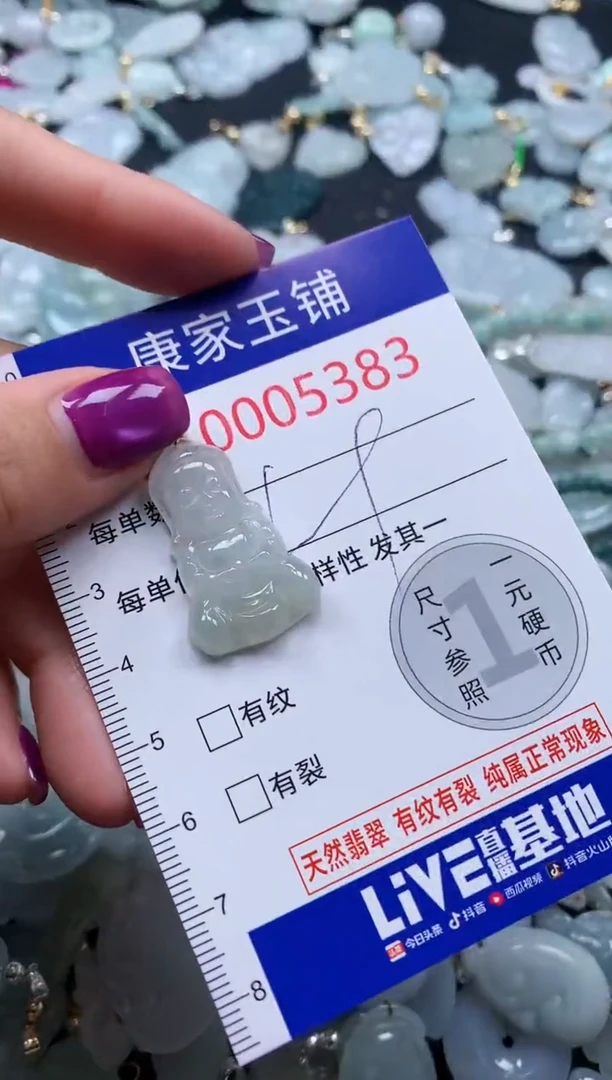 康家玉铺
0005383
每单数
每单
样性 发其一
尺寸参照
1
一元硬币
有纹
有裂
天然翡翠 有纹有裂 纯属正常现象
LiVE直播基地
今日头条 抖音 西瓜视频 抖音火山
3
4
5
6
7
8